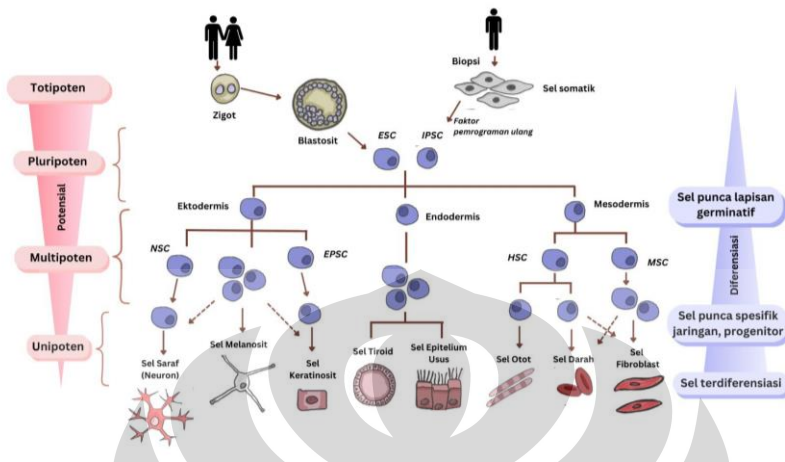 Totipoten
Pluripoten
Potensial
Multipoten
Unipoten
Zigot
Blastosit
Biopsi
Sel somatik
Faktor
pemrograman ulang
ESC
IPSC
Ektodermis
Endodermis
Mesodermis
NSC
EPSC
HSC
MSC
Sel Saraf
(Neuron)
Sel Melanosit
Sel
Keratinosit
Sel Tiroid
Sel Epitelium
Usus
Sel Otot
Sel Darah
Sel
Fibroblast
Sel punca lapisan
germinatif
Diferensiasi
Sel punca spesifik
jaringan, progenitor
Sel terdiferensiasi